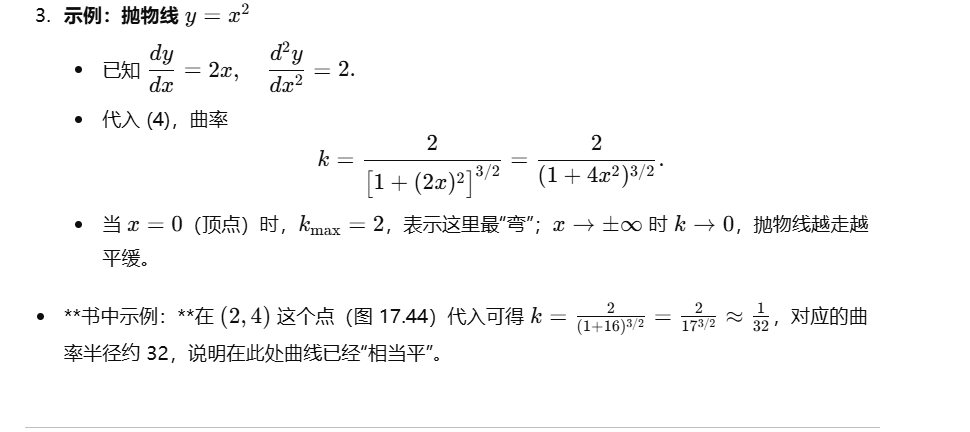 3. 示例：抛物线 y = x²
• 已知 dy/dx = 2x, d²y/dx² = 2.
• 代入 (4)，曲率
k = 2/[1 + (2x)²]^{3/2} = 2/(1 + 4x²)^{3/2}.
• 当 x = 0（顶点）时，k_max = 2，表示这里最“弯”；x → ±∞ 时 k → 0，抛物线越走越
平缓。
• **书中示例：**在 (2, 4) 这个点（图 17.44）代入可得 k = 2/(1+16)^{3/2} = 2/17^{3/2} ≈ 1/32，对应的曲
率半径约 32，说明在此处曲线已经“相当平”。